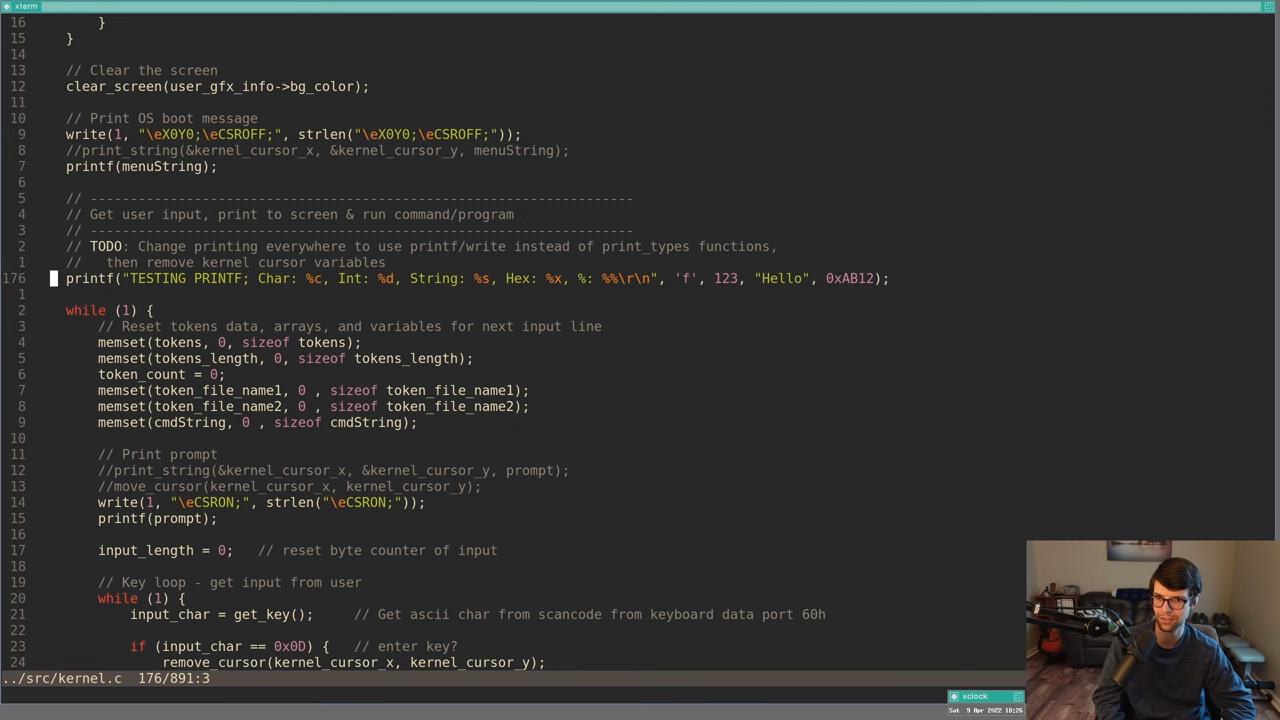 xterm
16         }
15     }
14
13     // Clear the screen
12     clear_screen(user_gfx_info->bg_color);
11
10     // Print OS boot message
9     write(1, "\eX0Y0;\eCSROFF;", strlen("\eX0Y0;\eCSROFF;"));
8     //print_string(&kernel_cursor_x, &kernel_cursor_y, menuString);
7     printf(menuString);
6
5     // -------------------------------------------------------------------
4     // Get user input, print to screen & run command/program
3     // -------------------------------------------------------------------
2     // TODO: Change printing everywhere to use printf/write instead of print_types functions,
1     //   then remove kernel cursor variables
176     printf("TESTING PRINTF; Char: %c, Int: %d, String: %s, Hex: %x, %: %%\r\n", 'f', 123, "Hello", 0xAB12);
1
2     while (1) {
3         // Reset tokens data, arrays, and variables for next input line
4         memset(tokens, 0, sizeof tokens);
5         memset(tokens_length, 0, sizeof tokens_length);
6         token_count = 0;
7         memset(token_file_name1, 0 , sizeof token_file_name1);
8         memset(token_file_name2, 0 , sizeof token_file_name2);
9         memset(cmdString, 0 , sizeof cmdString);
10
11         // Print prompt
12         //print_string(&kernel_cursor_x, &kernel_cursor_y, prompt);
13         //move_cursor(kernel_cursor_x, kernel_cursor_y);
14         write(1, "\eCSRON;", strlen("\eCSRON;"));
15         printf(prompt);
16
17         input_length = 0;   // reset byte counter of input
18
19         // Key loop - get input from user
20         while (1) {
21             input_char = get_key();     // Get ascii char from scancode from keyboard data port 60h
22
23             if (input_char == 0x0D) {   // enter key?
24                 remove_cursor(kernel_cursor_x, kernel_cursor_y);
../src/kernel.c  176/891:3
xclock
Sat  9 Apr 2022 18:26